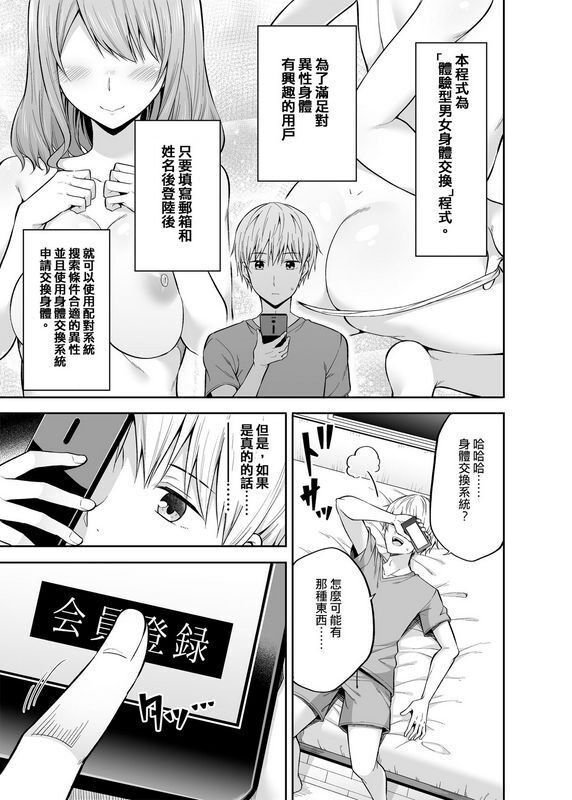 本程式為
「體驗型男女身體交換」程式。
為了滿足對
異性身體
有興趣的用戶
只要填寫郵箱和
姓名後登陸後
就可以使用配對系統
搜索條件合適的異性
並且使用身體交換系統
申請交換身體。
哈哈哈……
身體交換系統？
怎麼可能有
那種東西……
但是，如果
是真的的話……
会員登録